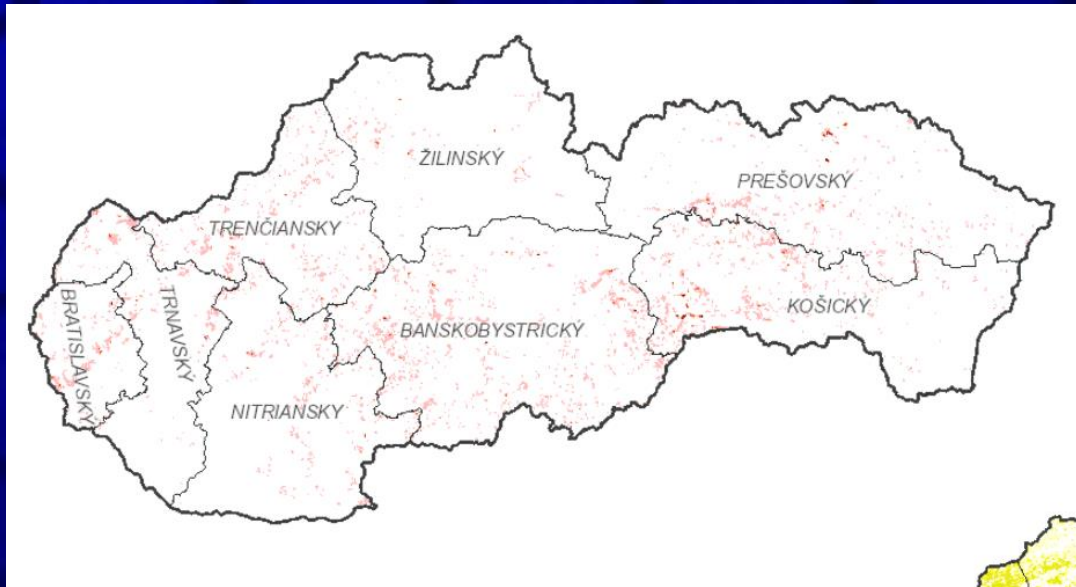 ŽILINSKÝ
PREŠOVSKÝ
TRENČIANSKY
BRATISLAVSKÝ
TRNAVSKÝ
KOŠICKÝ
BANSKOBYSTRICKÝ
NITRIANSKY